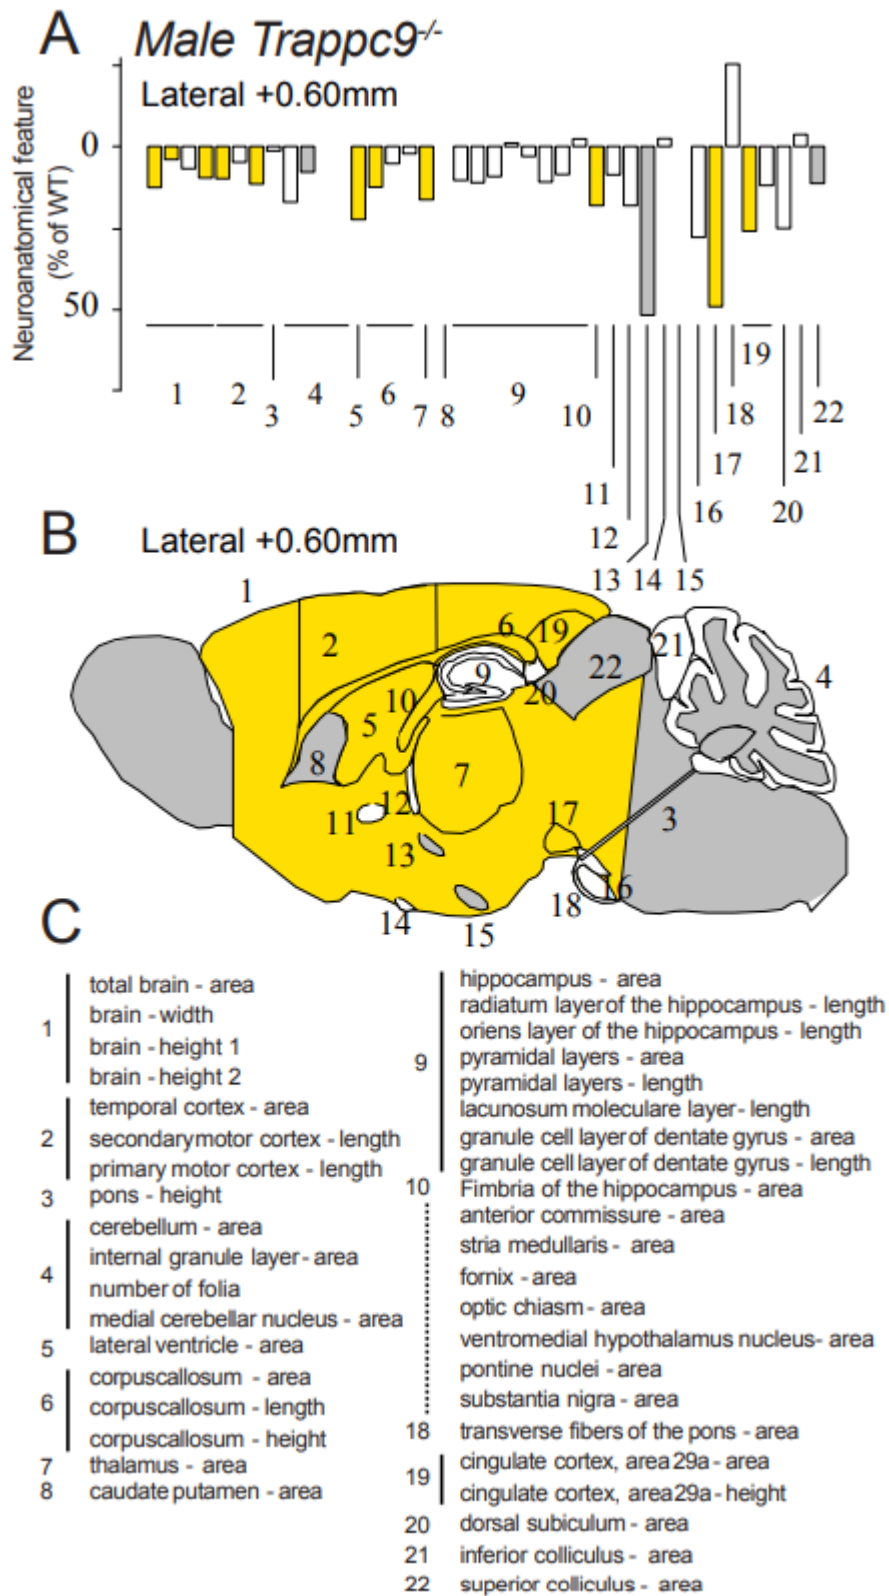 A Male Trappc9-/-
Lateral +0.60mm
Neuroanatomical feature
(% of WT)
0
50
1 2 3 4 5 6 7 8 9 10 11 12 13 14 15 16 17 18 19 20 21 22
B Lateral +0.60mm
1 2 3 4 5 6 7 8 9 10 11 12 13 14 15 16 17 18 19 20 21 22
C
1
total brain - area
brain - width
brain - height 1
brain - height 2
2
temporal cortex - area
secondarymotor cortex - length
primary motor cortex - length
3 pons - height
4
cerebellum - area
internal granule layer - area
number of folia
medial cerebellar nucleus - area
5 lateral ventricle - area
6
corpuscallosum - area
corpuscallosum - length
corpuscallosum - height
7 thalamus - area
8 caudate putamen - area
9
hippocampus - area
radiatum layer of the hippocampus - length
oriens layer of the hippocampus - length
pyramidal layers - area
pyramidal layers - length
lacunosum moleculare layer - length
granule cell layer of dentate gyrus - area
granule cell layer of dentate gyrus - length
10 Fimbria of the hippocampus - area
anterior commissure - area
stria medullaris - area
fornix - area
optic chiasm - area
ventromedial hypothalamus nucleus- area
pontine nuclei - area
substantia nigra - area
18 transverse fibers of the pons - area
19
cingulate cortex, area 29a - area
cingulate cortex, area 29a - height
20 dorsal subiculum - area
21 inferior colliculus - area
22 superior colliculus - area